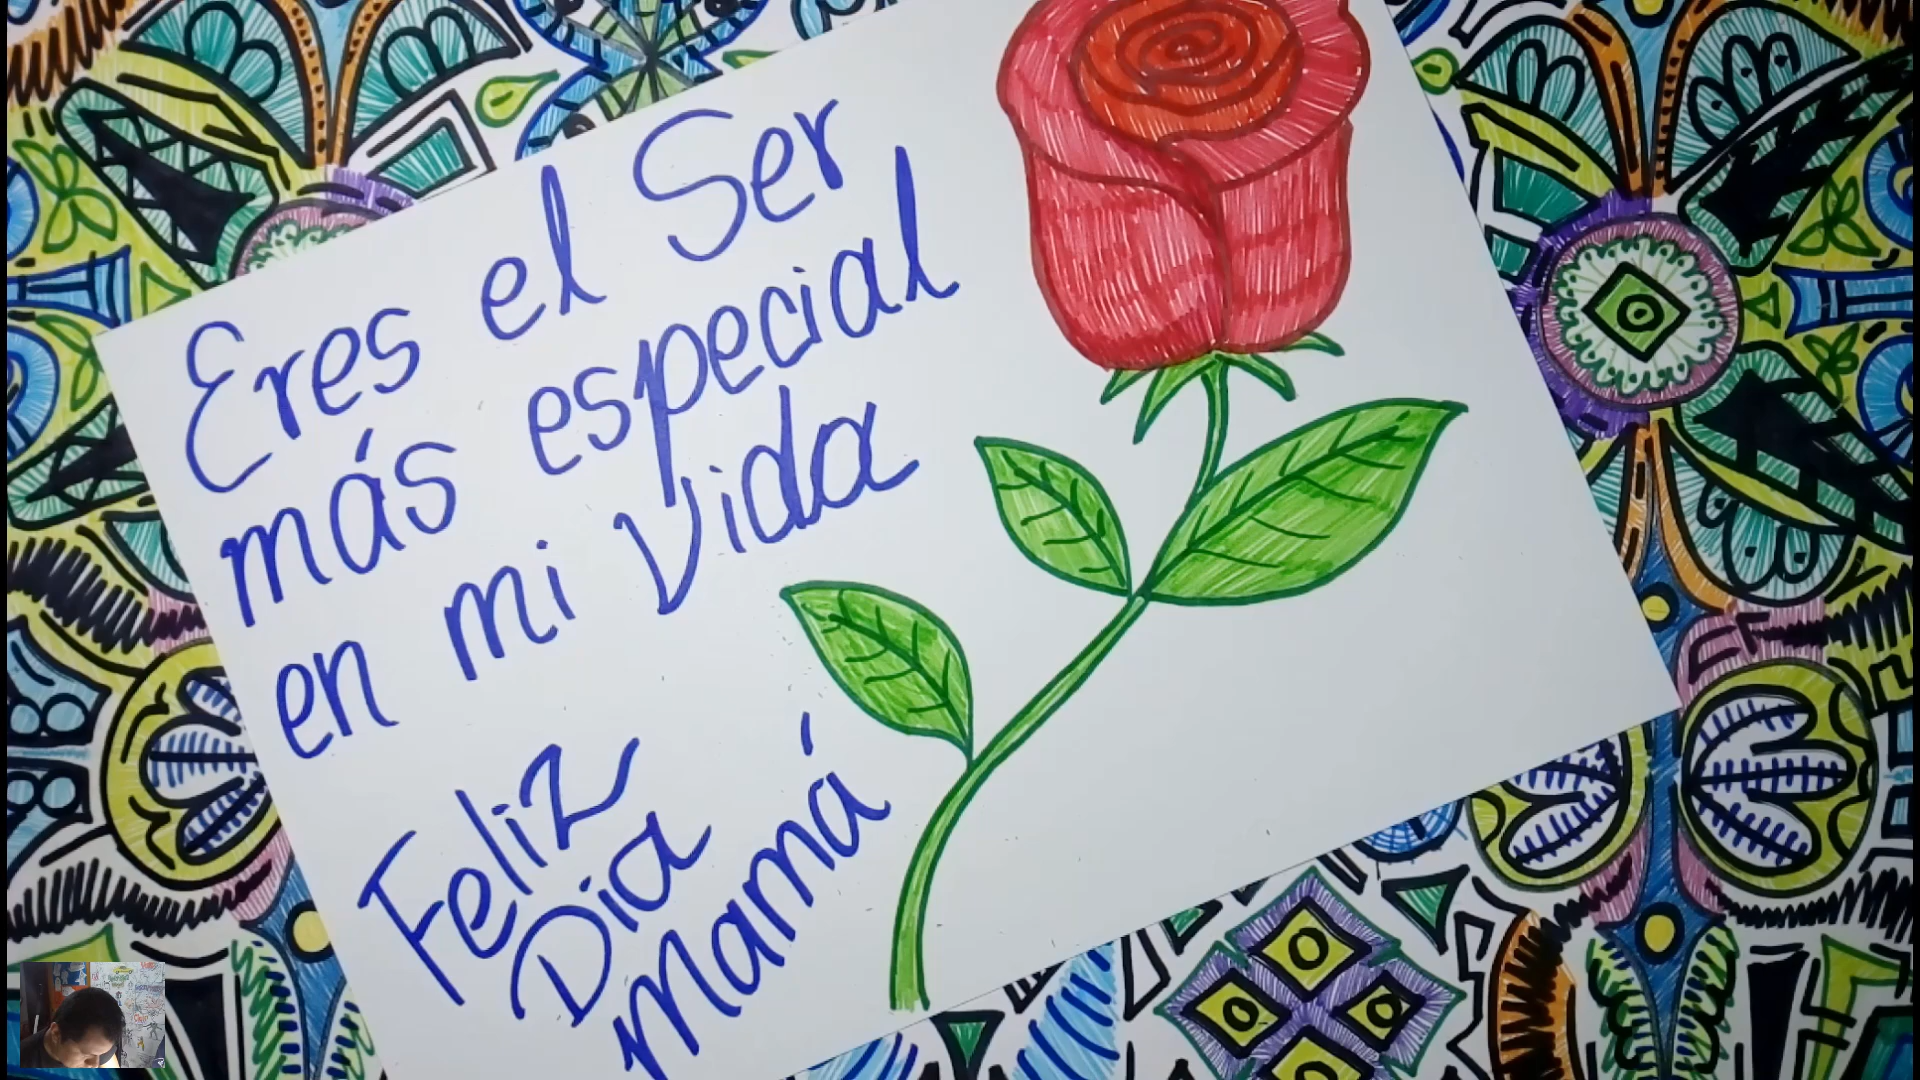 Eres el Ser
más especial
en mi Vida
Feliz
Dia
Mamá